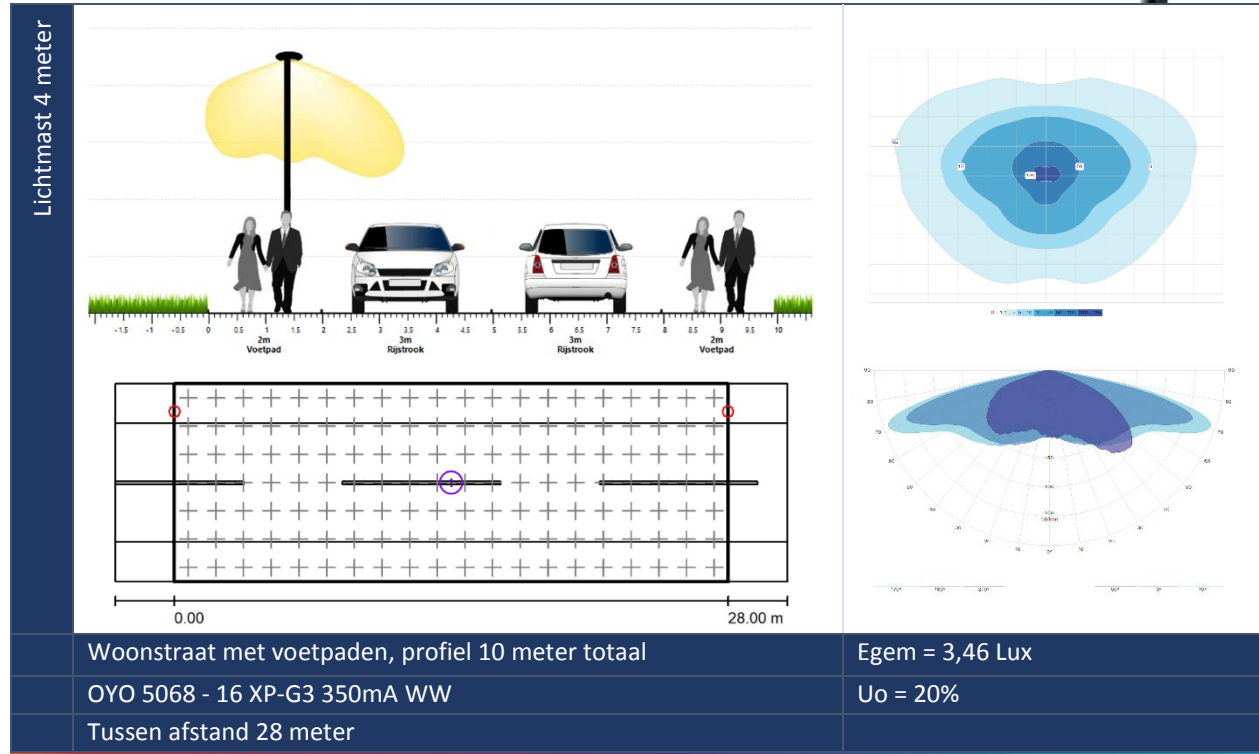 Lichtmast 4 meter
-1.5 -1 -0.5 0 0.5 1 1.5 2 2.5 3 3.5 4 4.5 5 5.5 6 6.5 7 7.5 8 8.5 9 9.5 10
2m 3m 3m 2m
Voetpad Rijstrook Rijstrook Voetpad
0.00 28.00 m
10 5
Woonstraat met voetpaden, profiel 10 meter totaal
Egem = 3,46 Lux
OYO 5068 - 16 XP-G3 350mA WW
Uo = 20%
Tussen afstand 28 meter